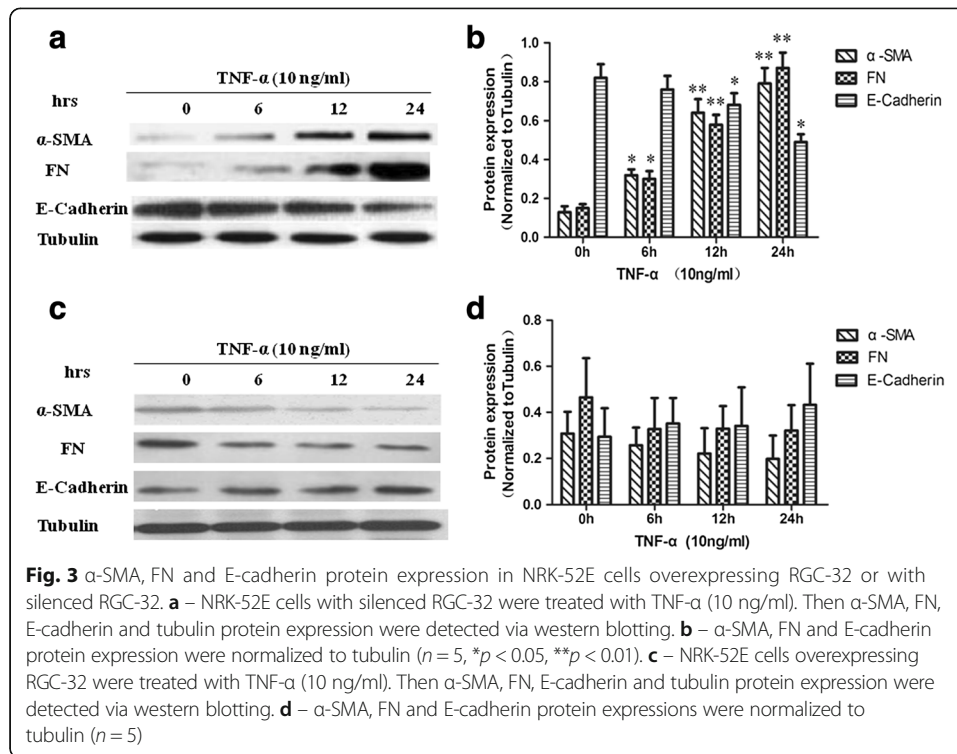 a
TNF-α (10 ng/ml)
hrs
0 6 12 24
α-SMA
FN
E-Cadherin
Tubulin
b
Protein expression
(Normalized toTubulin)
1.0
0.8
0.6
0.4
0.2
0.0
* *
** ** *
** ** *
α-SMA
FN
E-Cadherin
0h 6h 12h 24h
TNF-α (10ng/ml)
c
TNF-α (10 ng/ml)
hrs
0 6 12 24
α-SMA
FN
E-Cadherin
Tubulin
d
Protein expression
(Normalized toTubulin)
0.8
0.6
0.4
0.2
0.0
α-SMA
FN
E-Cadherin
0h 6h 12h 24h
TNF-α (10ng/ml)
Fig. 3 α-SMA, FN and E-cadherin protein expression in NRK-52E cells overexpressing RGC-32 or with
silenced RGC-32. a – NRK-52E cells with silenced RGC-32 were treated with TNF-α (10 ng/ml). Then α-SMA, FN,
E-cadherin and tubulin protein expression were detected via western blotting. b – α-SMA, FN and E-cadherin
protein expression were normalized to tubulin (n = 5, *p < 0.05, **p < 0.01). c – NRK-52E cells overexpressing
RGC-32 were treated with TNF-α (10 ng/ml). Then α-SMA, FN, E-cadherin and tubulin protein expression were
detected via western blotting. d – α-SMA, FN and E-cadherin protein expressions were normalized to
tubulin (n = 5)